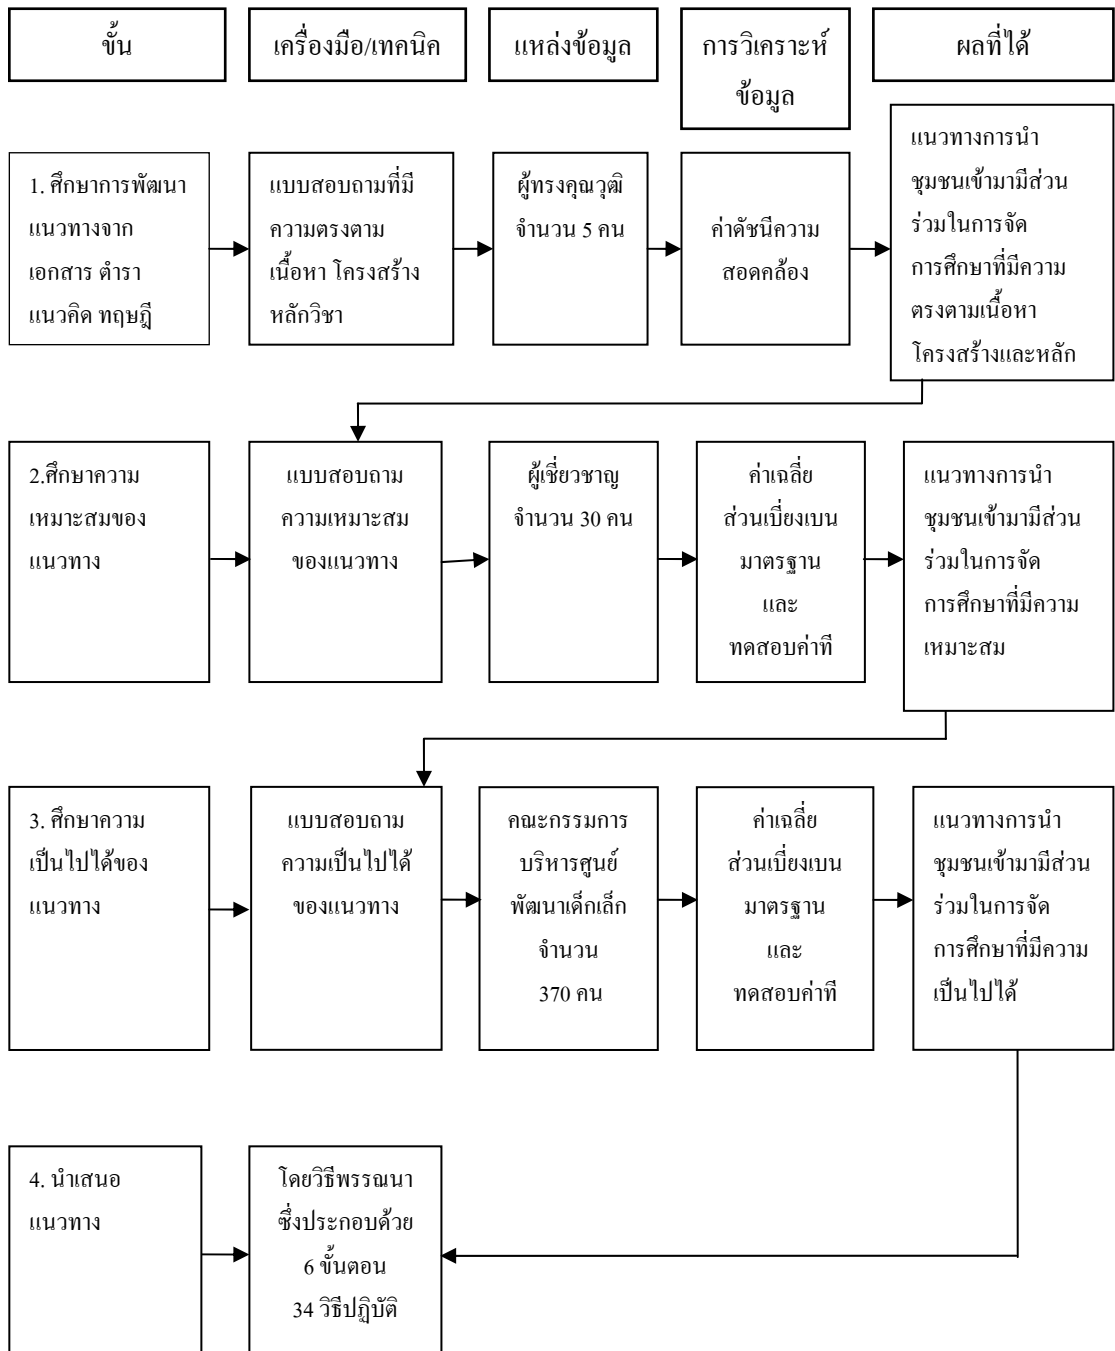 ขั้น
เครื่องมือ/เทคนิค
แหล่งข้อมูล
การวิเคราะห์
ข้อมูล
ผลที่ได้
1. ศึกษาการพัฒนา
แนวทางจาก
เอกสาร ตำรา
แนวคิด ทฤษฎี
แบบสอบถามที่มี
ความตรงตาม
เนื้อหา โครงสร้าง
หลักวิชา
ผู้ทรงคุณวุฒิ
จำนวน 5 คน
ค่าดัชนีความ
สอดคล้อง
แนวทางการนำ
ชุมชนเข้ามามีส่วน
ร่วมในการจัด
การศึกษาที่มีความ
ตรงตามเนื้อหา
โครงสร้างและหลัก
2.ศึกษาความ
เหมาะสมของ
แนวทาง
แบบสอบถาม
ความเหมาะสม
ของแนวทาง
ผู้เชี่ยวชาญ
จำนวน 30 คน
ค่าเฉลี่ย
ส่วนเบี่ยงเบน
มาตรฐาน
และ
ทดสอบค่าที
แนวทางการนำ
ชุมชนเข้ามามีส่วน
ร่วมในการจัด
การศึกษาที่มีความ
เหมาะสม
3. ศึกษาความ
เป็นไปได้ของ
แนวทาง
แบบสอบถาม
ความเป็นไปได้
ของแนวทาง
คณะกรรมการ
บริหารศูนย์
พัฒนาเด็กเล็ก
จำนวน
370 คน
ค่าเฉลี่ย
ส่วนเบี่ยงเบน
มาตรฐาน
และ
ทดสอบค่าที
แนวทางการนำ
ชุมชนเข้ามามีส่วน
ร่วมในการจัด
การศึกษาที่มีความ
เป็นไปได้
4. นำเสนอ
แนวทาง
โดยวิธีพรรณนา
ซึ่งประกอบด้วย
6 ขั้นตอน
34 วิธีปฏิบัติ